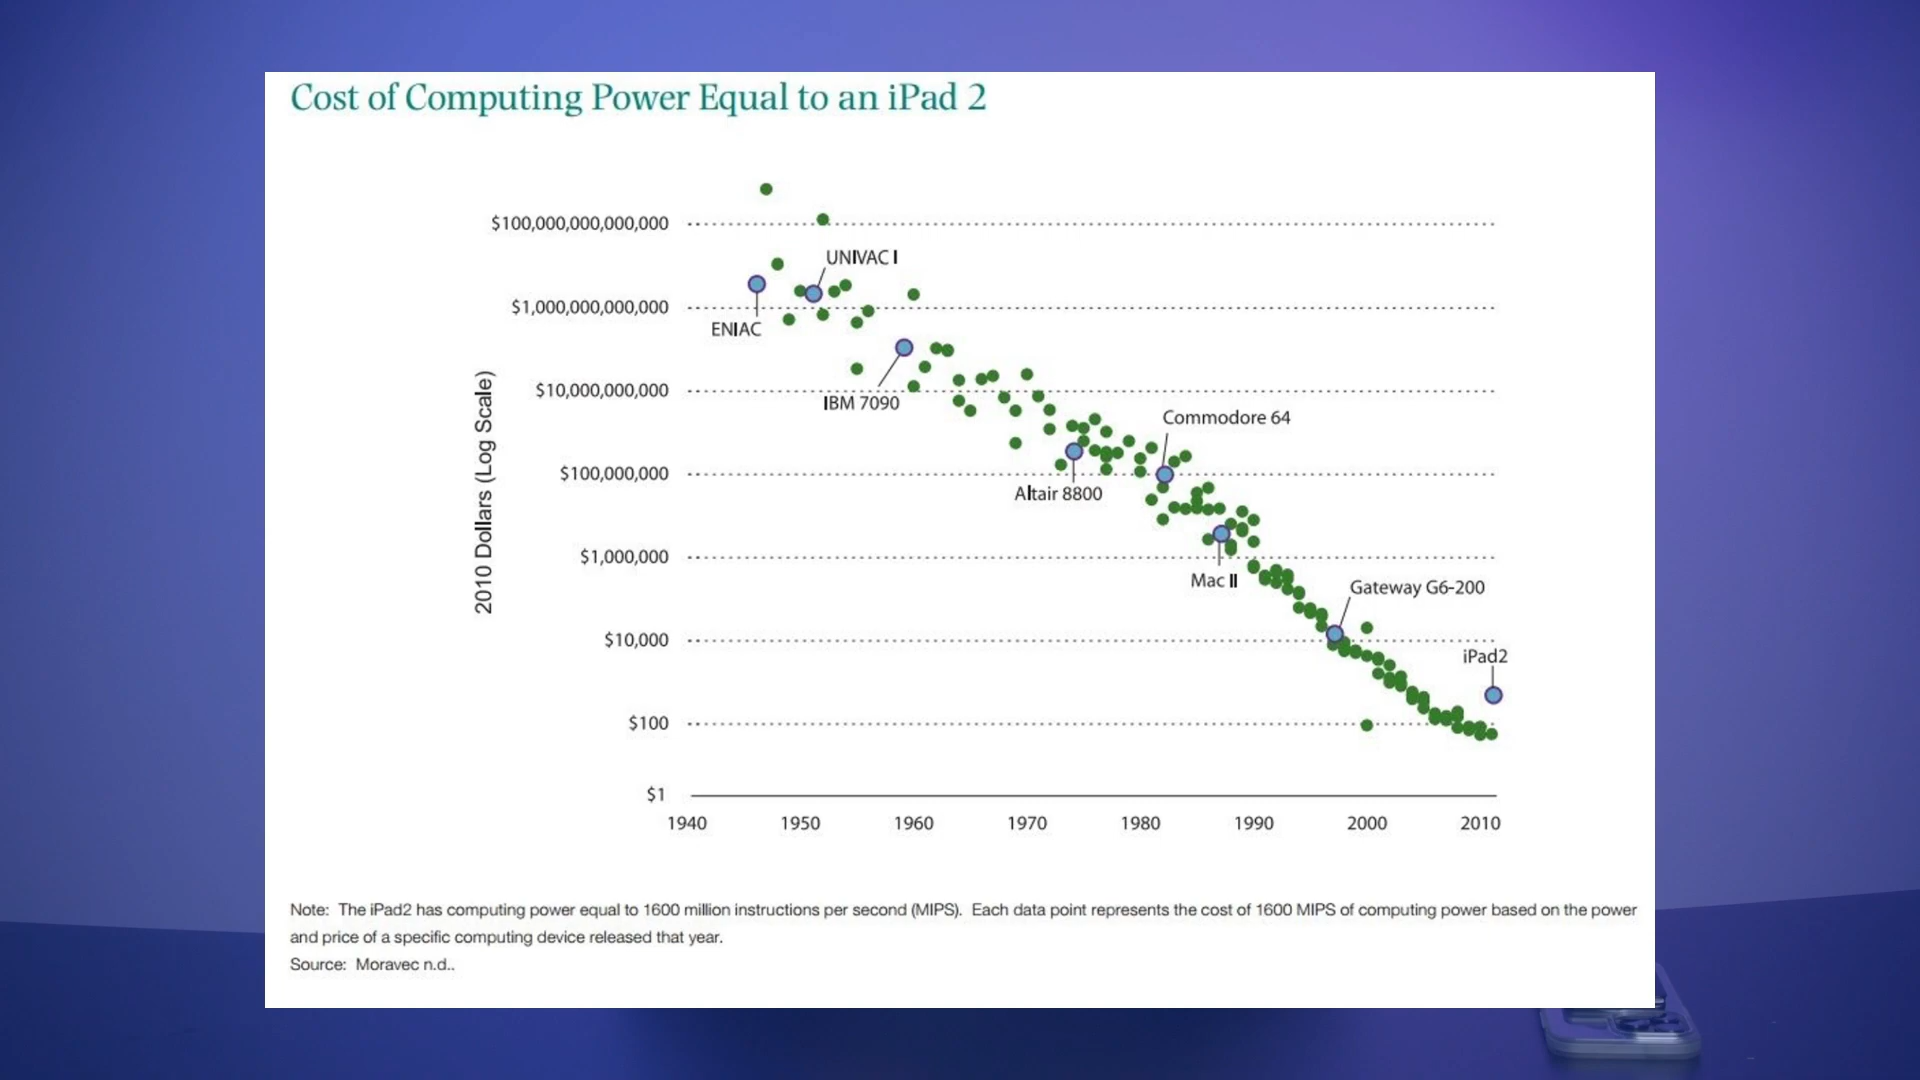 Cost of Computing Power Equal to an iPad 2
$100,000,000,000,000
UNIVAC I
$1,000,000,000,000
ENIAC
$10,000,000,000
IBM 7090
Commodore 64
$100,000,000
Altair 8800
2010 Dollars (Log Scale)
$1,000,000
Mac II
Gateway G6-200
$10,000
iPad2
$100
$1
1940 1950 1960 1970 1980 1990 2000 2010
Note: The iPad2 has computing power equal to 1600 million instructions per second (MIPS). Each data point represents the cost of 1600 MIPS of computing power based on the power
and price of a specific computing device released that year.
Source: Moravec n.d..